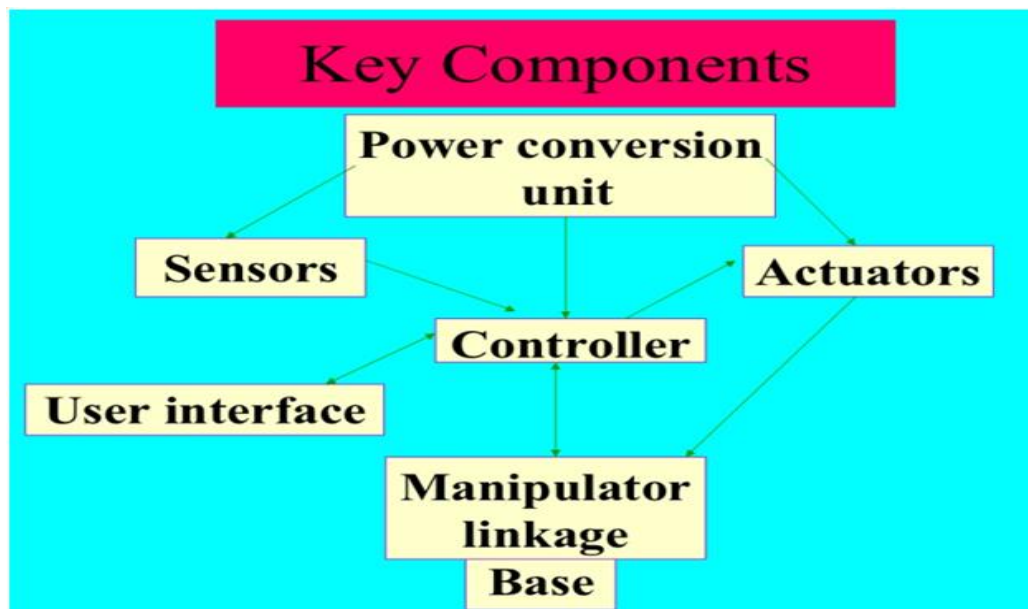 Key Components
Power conversion
unit
Sensors
Actuators
Controller
User interface
Manipulator
linkage
Base